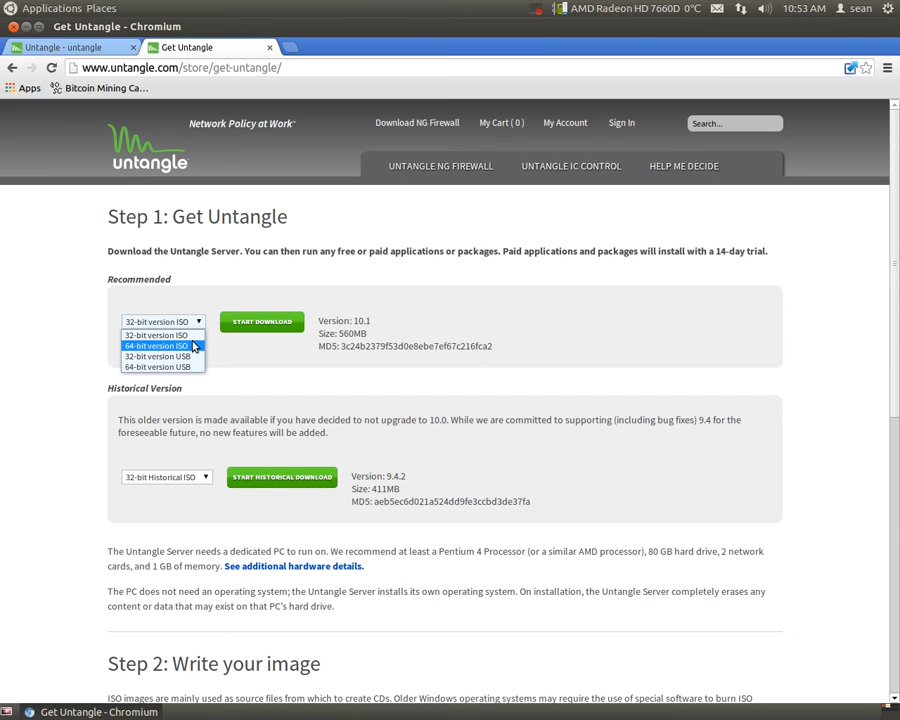 Applications Places
AMD Radeon HD 7660D 0°C
10:53 AM
sean
Get Untangle - Chromium
Untangle - untangle
Get Untangle
www.untangle.com/store/get-untangle/
Apps
Bitcoin Mining Ca...
untangle
Network Policy at Work
Download NG Firewall
My Cart ( 0 )
My Account
Sign In
Search...
UNTANGLE NG FIREWALL
UNTANGLE IC CONTROL
HELP ME DECIDE
Step 1: Get Untangle
Download the Untangle Server. You can then run any free or paid applications or packages. Paid applications and packages will install with a 14-day trial.
Recommended
32-bit version ISO
32-bit version ISO
64-bit version ISO
32-bit version USB
64-bit version USB
START DOWNLOAD
Version: 10.1
Size: 560MB
MD5: 3c24b2379f53d0e8ebe7ef67c216fca2
Historical Version
This older version is made available if you have decided to not upgrade to 10.0. While we are committed to supporting (including bug fixes) 9.4 for the
foreseeable future, no new features will be added.
32-bit Historical ISO
START HISTORICAL DOWNLOAD
Version: 9.4.2
Size: 411MB
MD5: aeb5ec6d021a524dd9fe3ccbd3de37fa
The Untangle Server needs a dedicated PC to run on. We recommend at least a Pentium 4 Processor (or a similar AMD processor), 80 GB hard drive, 2 network
cards, and 1 GB of memory. See additional hardware details.
The PC does not need an operating system; the Untangle Server installs its own operating system. On installation, the Untangle Server completely erases any
content or data that may exist on that PC's hard drive.
Step 2: Write your image
ISO images are mainly used as source files from which to create CDs. Older Windows operating systems may require the use of special software to burn ISO
Get Untangle - Chromium